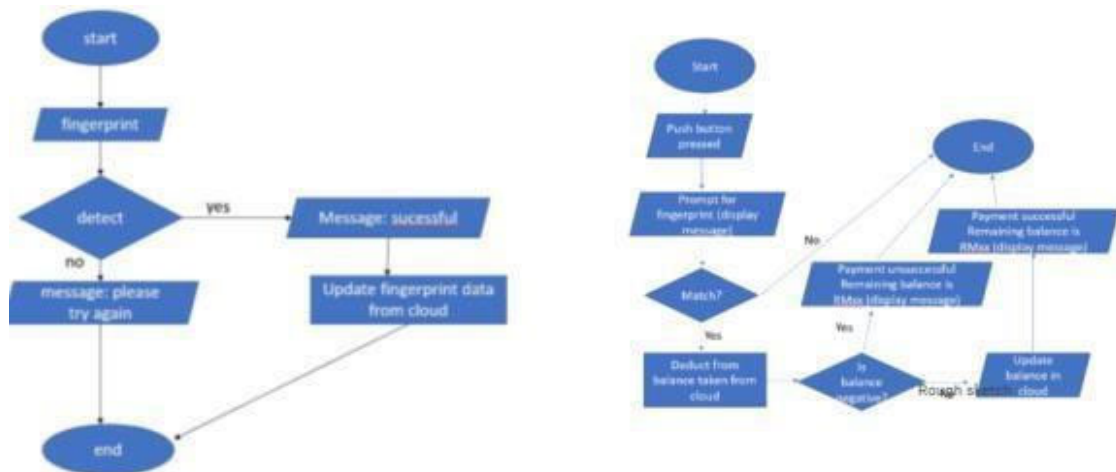 start
fingerprint
detect
yes
Message: sucessful
no
message: please
try again
Update fingerprint data
from cloud
end
Start
Push button
pressed
End
Prompt for
fingerprint (display
message)
No
Payment successful
Remaining balance is
RMxx (display message)
Match?
Payment unsuccessful
Remaining balance is
RMxx (display message)
Yes
Yes
Deduct from
balance taken from
cloud
Is
balance
negative?
Rough sketch
No
Update
balance in
cloud